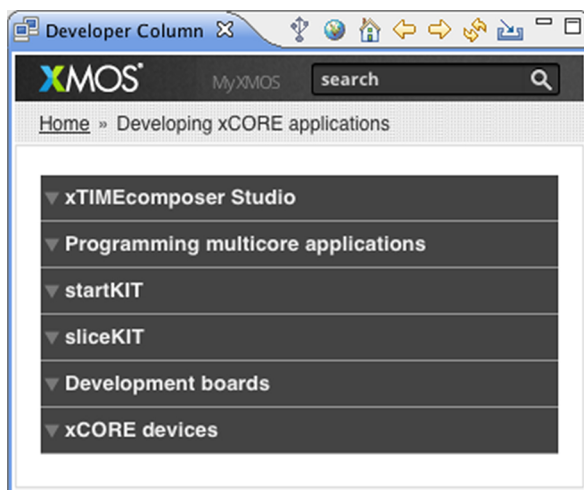 Developer Column
XMOS
MyXMOS
search
Home » Developing xCORE applications
xTIMEcomposer Studio
Programming multicore applications
startKIT
sliceKIT
Development boards
xCORE devices